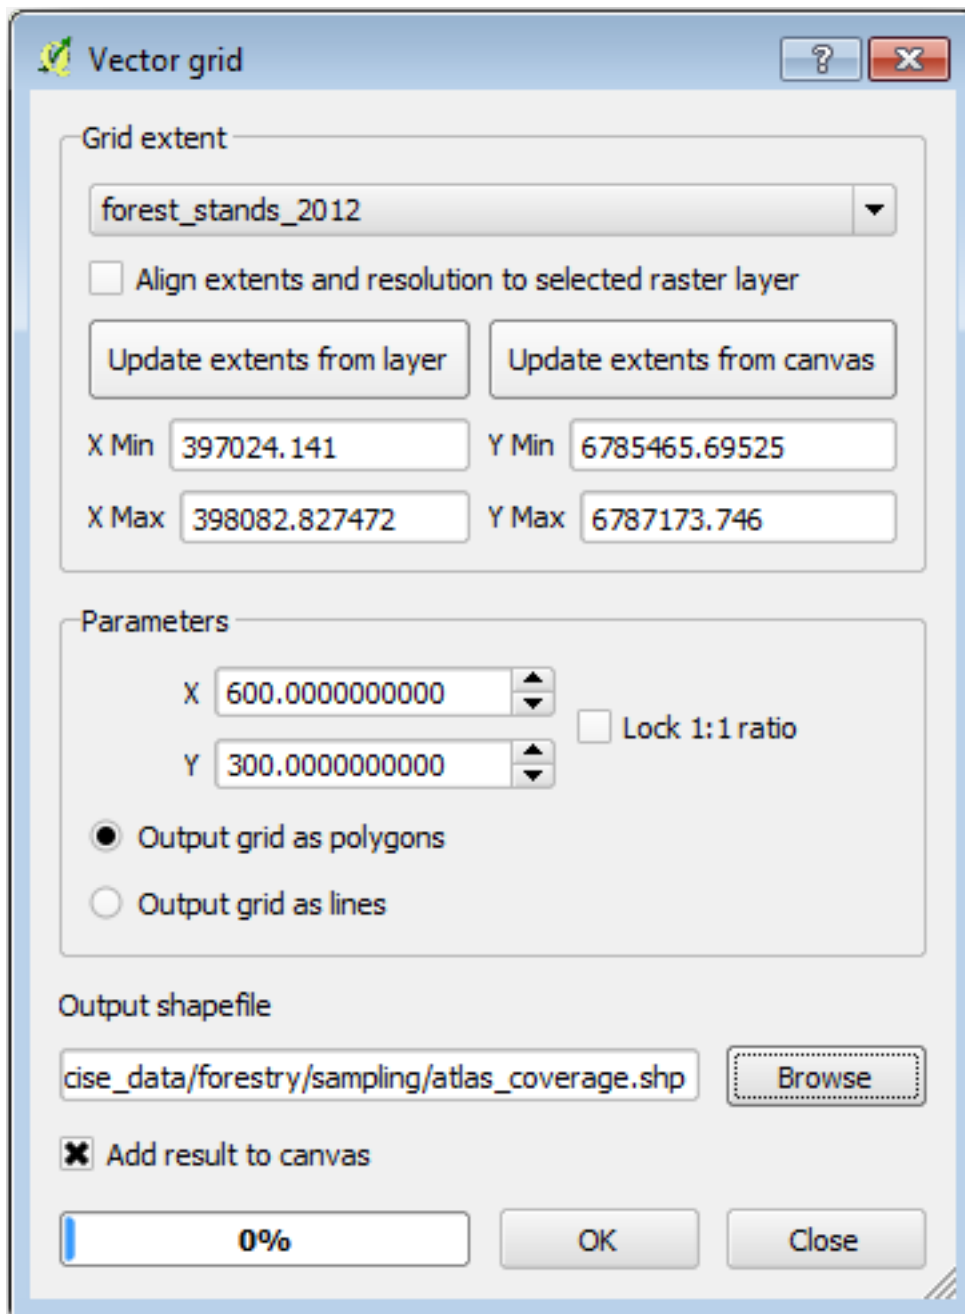 Vector grid
Grid extent
forest_stands_2012
Align extents and resolution to selected raster layer
Update extents from layer Update extents from canvas
X Min 397024.141 Y Min 6785465.69525
X Max 398082.827472 Y Max 6787173.746
Parameters
X 600.0000000000
Lock 1:1 ratio
Y 300.0000000000
Output grid as polygons
Output grid as lines
Output shapefile
cise_data/forestry/sampling/atlas_coverage.shp Browse
Add result to canvas
0% OK Close